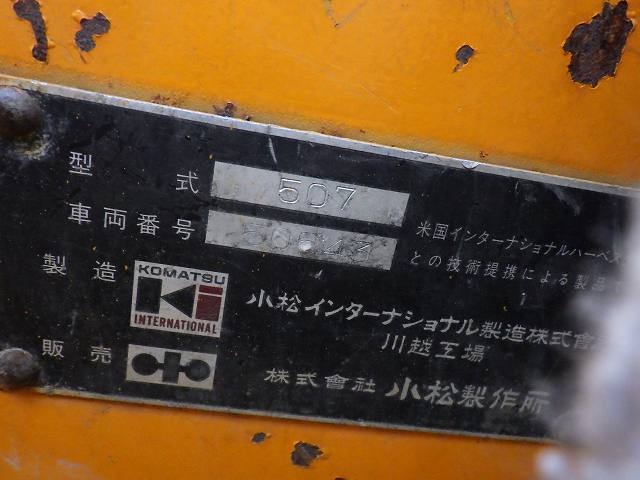 型式 507
車両番号
米国インターナショナルハーベス
との技術提携による製品
製造 KOMATSU INTERNATIONAL
小松インターナショナル製造株式會
川越工場
販売 株式會社 小松製作所